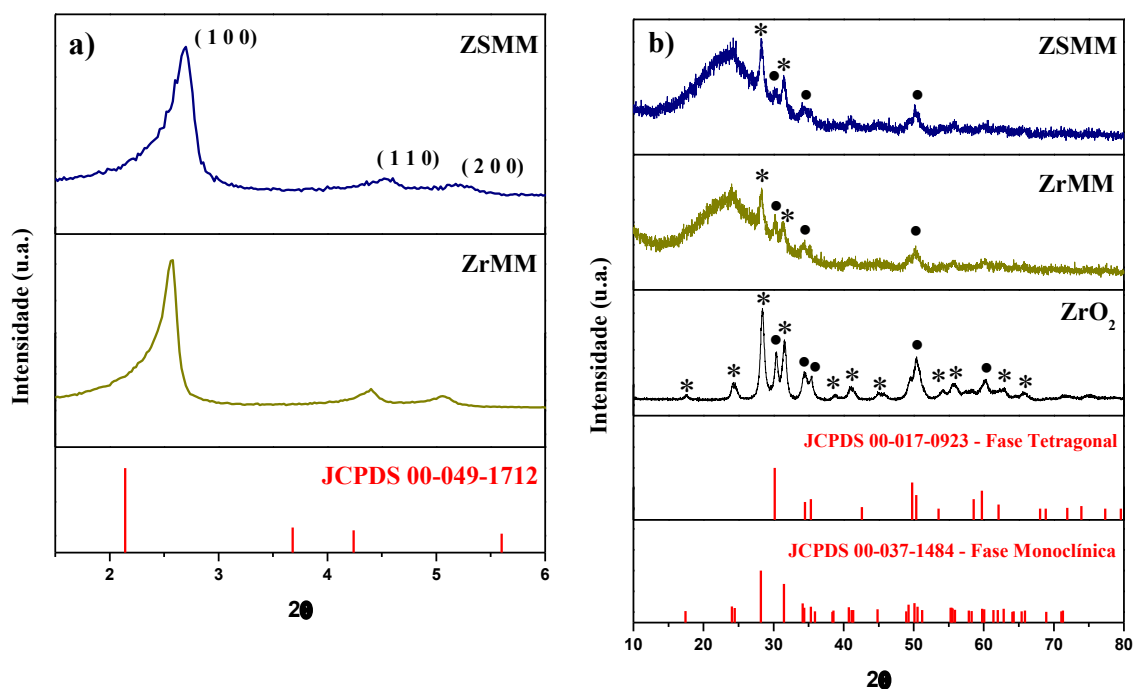 a)
(1 0 0)
ZSMM
(1 1 0)
(2 0 0)
ZrMM
JCPDS 00-049-1712
Intensidade (u.a.)
2 3 4 5 6
2θ
b)
* ZSMM
* • • •
* ZrMM
• * • •
* ZrO₂
* * • * • • * * * • * * • * *
JCPDS 00-017-0923 - Fase Tetragonal
JCPDS 00-037-1484 - Fase Monoclínica
Intensidade (u.a.)
10 20 30 40 50 60 70 80
2θ